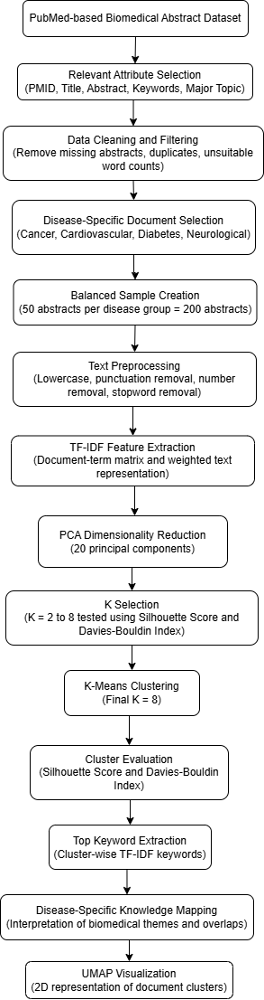 PubMed-based Biomedical Abstract Dataset
Relevant Attribute Selection
(PMID, Title, Abstract, Keywords, Major Topic)
Data Cleaning and Filtering
(Remove missing abstracts, duplicates, unsuitable
word counts)
Disease-Specific Document Selection
(Cancer, Cardiovascular, Diabetes, Neurological)
Balanced Sample Creation
(50 abstracts per disease group = 200 abstracts)
Text Preprocessing
(Lowercase, punctuation removal, number
removal, stopword removal)
TF-IDF Feature Extraction
(Document-term matrix and weighted text
representation)
PCA Dimensionality Reduction
(20 principal components)
K Selection
(K = 2 to 8 tested using Silhouette Score and
Davies-Bouldin Index)
K-Means Clustering
(Final K = 8)
Cluster Evaluation
(Silhouette Score and Davies-Bouldin
Index)
Top Keyword Extraction
(Cluster-wise TF-IDF keywords)
Disease-Specific Knowledge Mapping
(Interpretation of biomedical themes and overlaps)
UMAP Visualization
(2D representation of document clusters)